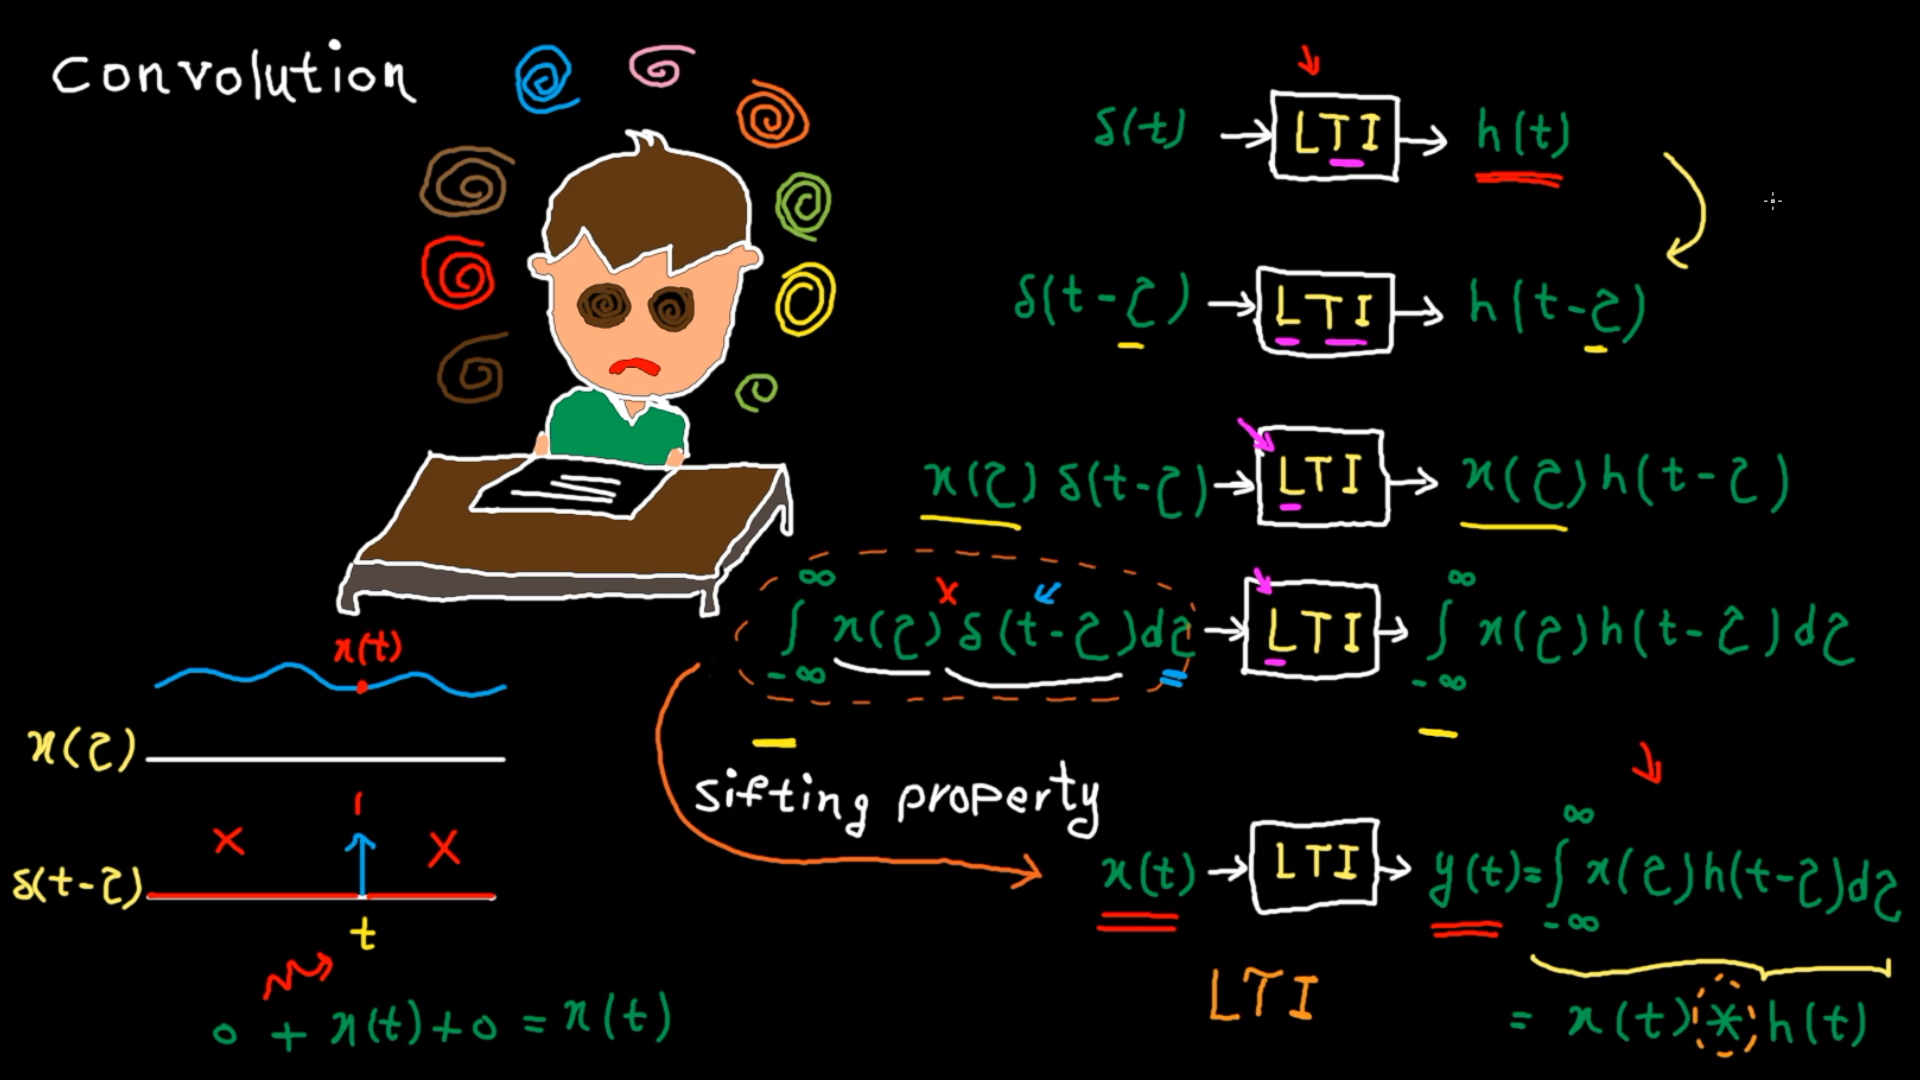 Convolution
δ(t) → LTI → h(t)
δ(t-τ) → LTI → h(t-τ)
x(τ) δ(t-τ) → LTI → x(τ) h(t-τ)
∞ x ∞
∫ x(τ) δ(t-τ)dτ → LTI → ∫ x(τ) h(t-τ) dτ
-∞ -∞
x(t)
x(τ)
1
x x
δ(t-τ)
t
0 + x(t) + 0 = x(t)
sifting property
∞
x(t) → LTI → y(t) = ∫ x(τ) h(t-τ)dτ
-∞
LTI
= x(t) * h(t)